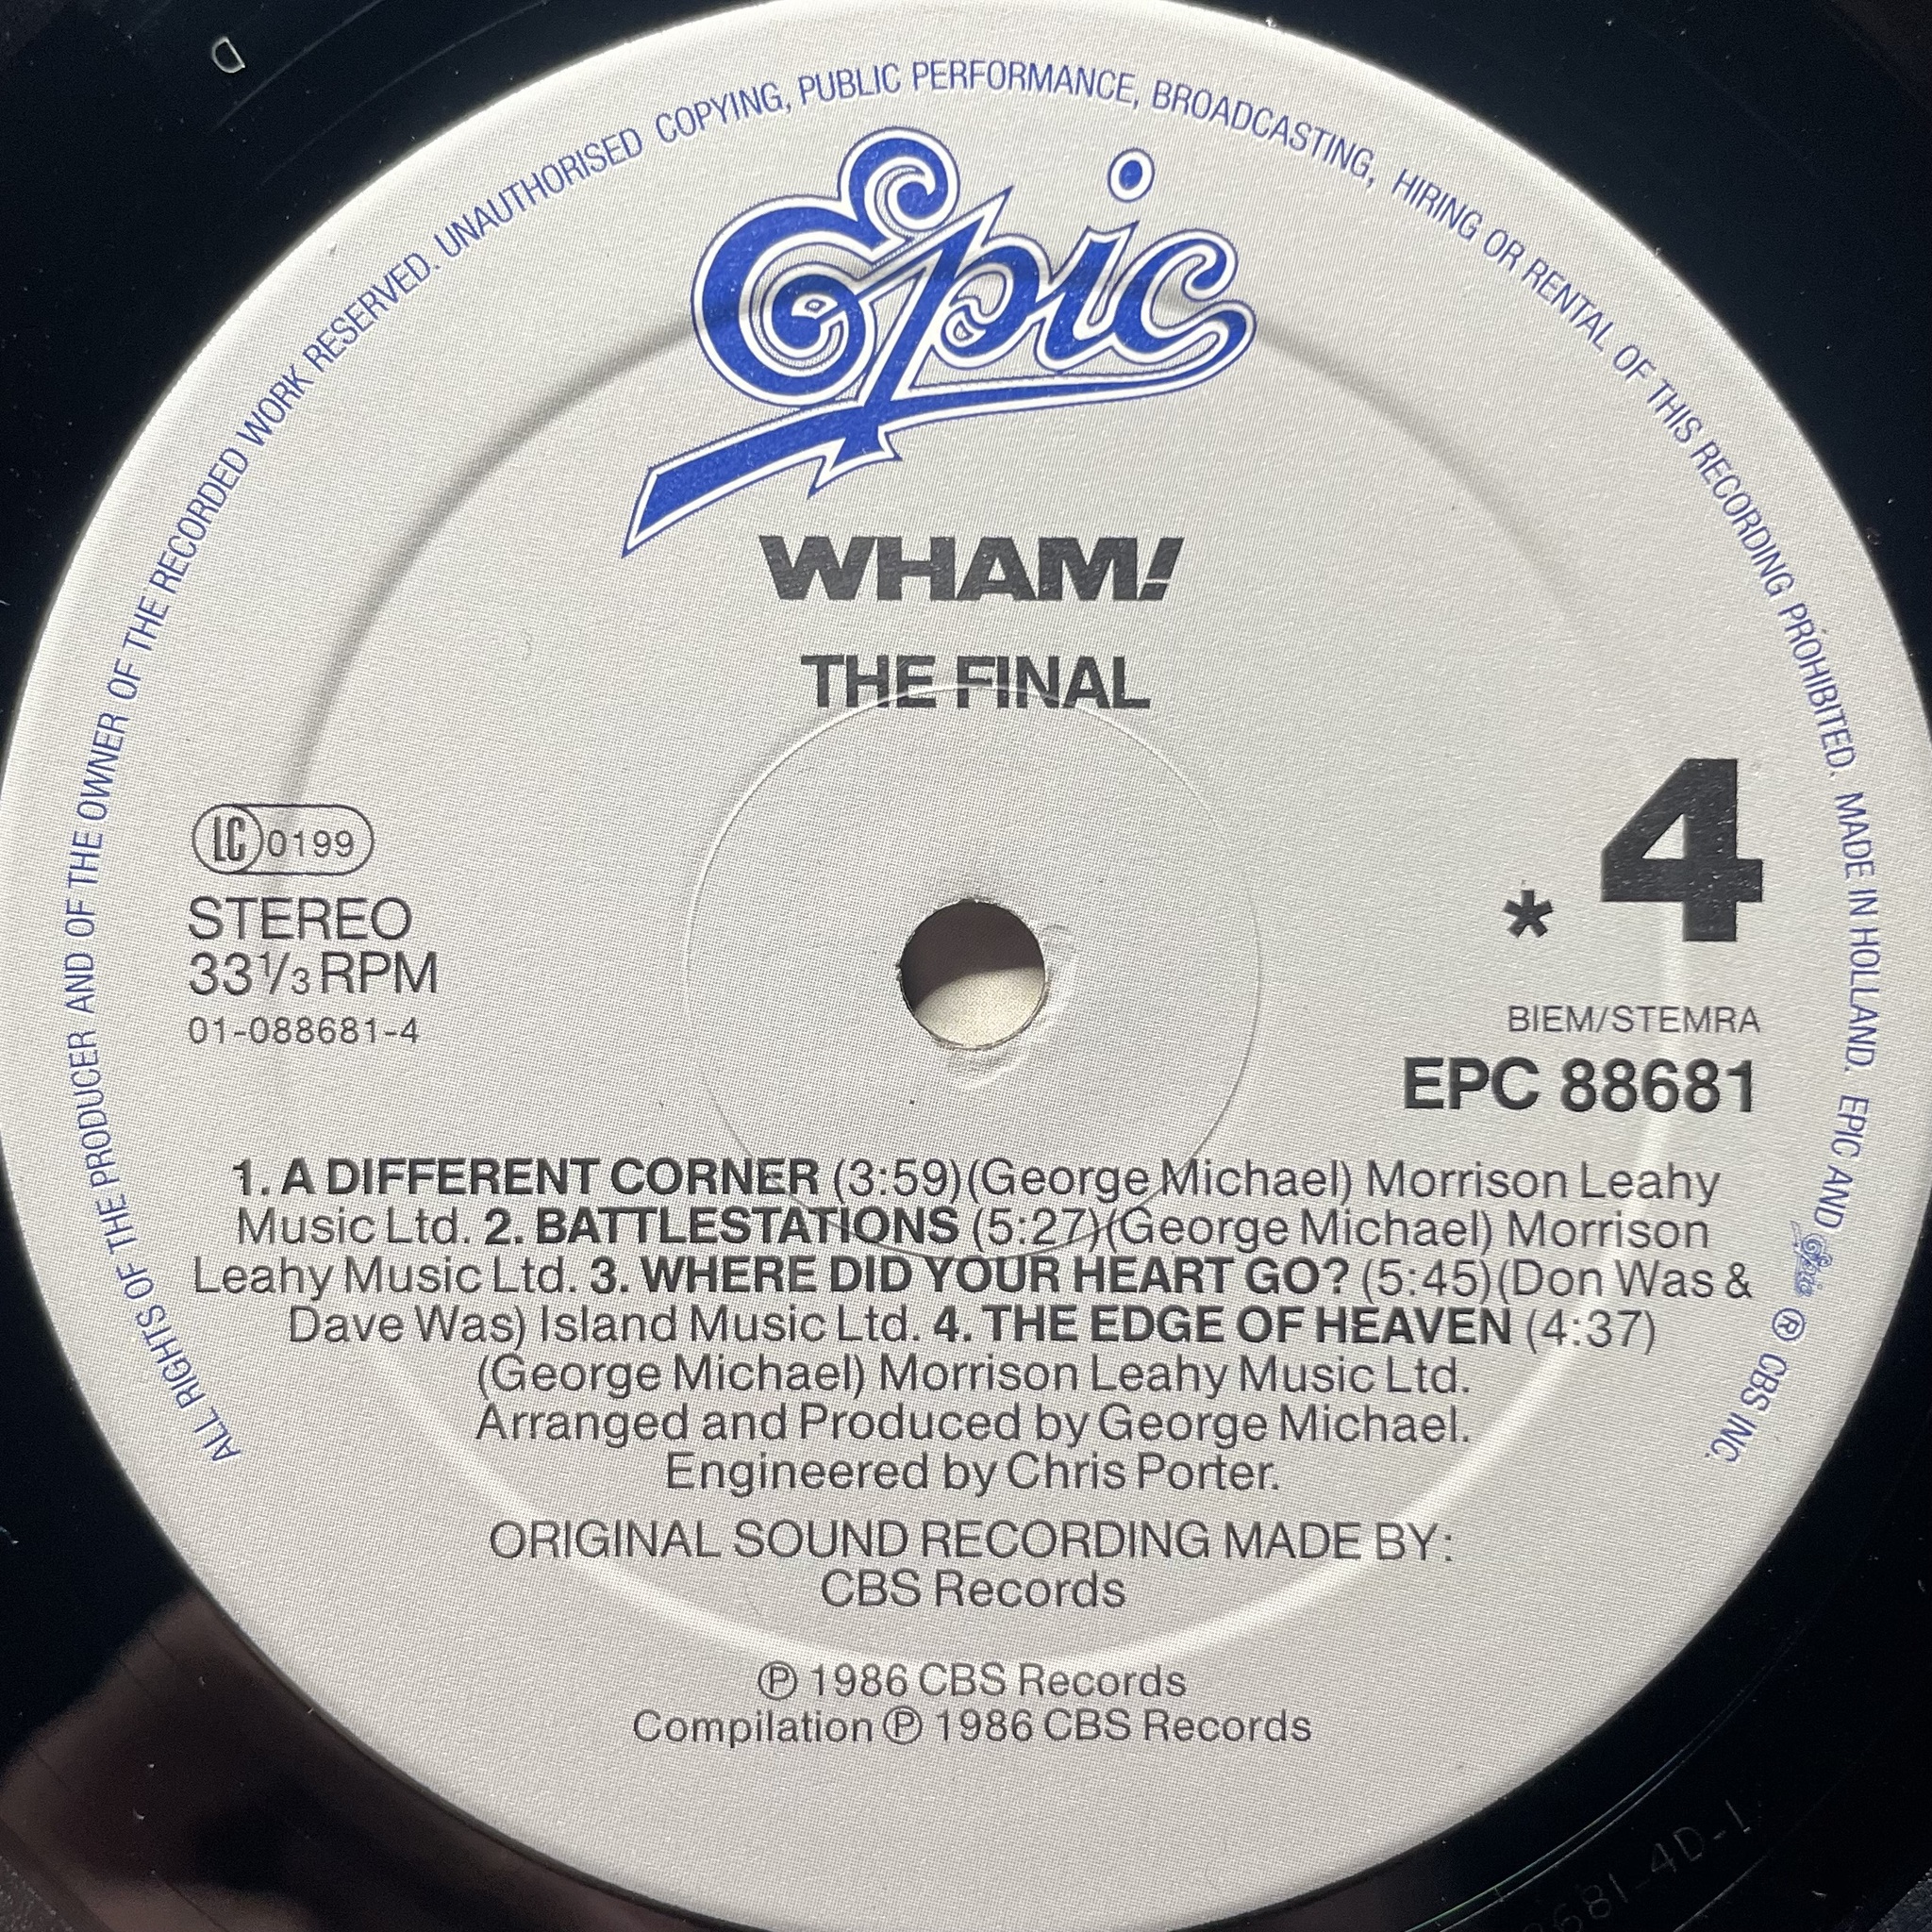 D
ALL RIGHTS OF THE PRODUCER AND OF THE OWNER OF THE RECORDED WORK RESERVED. UNAUTHORISED COPYING, PUBLIC PERFORMANCE, BROADCASTING, HIRING OR RENTAL OF THIS RECORDING PROHIBITED. MADE IN HOLLAND. EPIC AND Epic ® CBS INC.
Epic
WHAM!
THE FINAL
LC 0199
STEREO
33⅓ RPM
01-088681-4
* 4
BIEM/STEMRA
EPC 88681
1. A DIFFERENT CORNER (3:59)(George Michael) Morrison Leahy
Music Ltd. 2. BATTLESTATIONS (5:27)(George Michael) Morrison
Leahy Music Ltd. 3. WHERE DID YOUR HEART GO? (5:45)(Don Was &
Dave Was) Island Music Ltd. 4. THE EDGE OF HEAVEN (4:37)
(George Michael) Morrison Leahy Music Ltd.
Arranged and Produced by George Michael.
Engineered by Chris Porter.
ORIGINAL SOUND RECORDING MADE BY:
CBS Records
℗ 1986 CBS Records
Compilation ℗ 1986 CBS Records